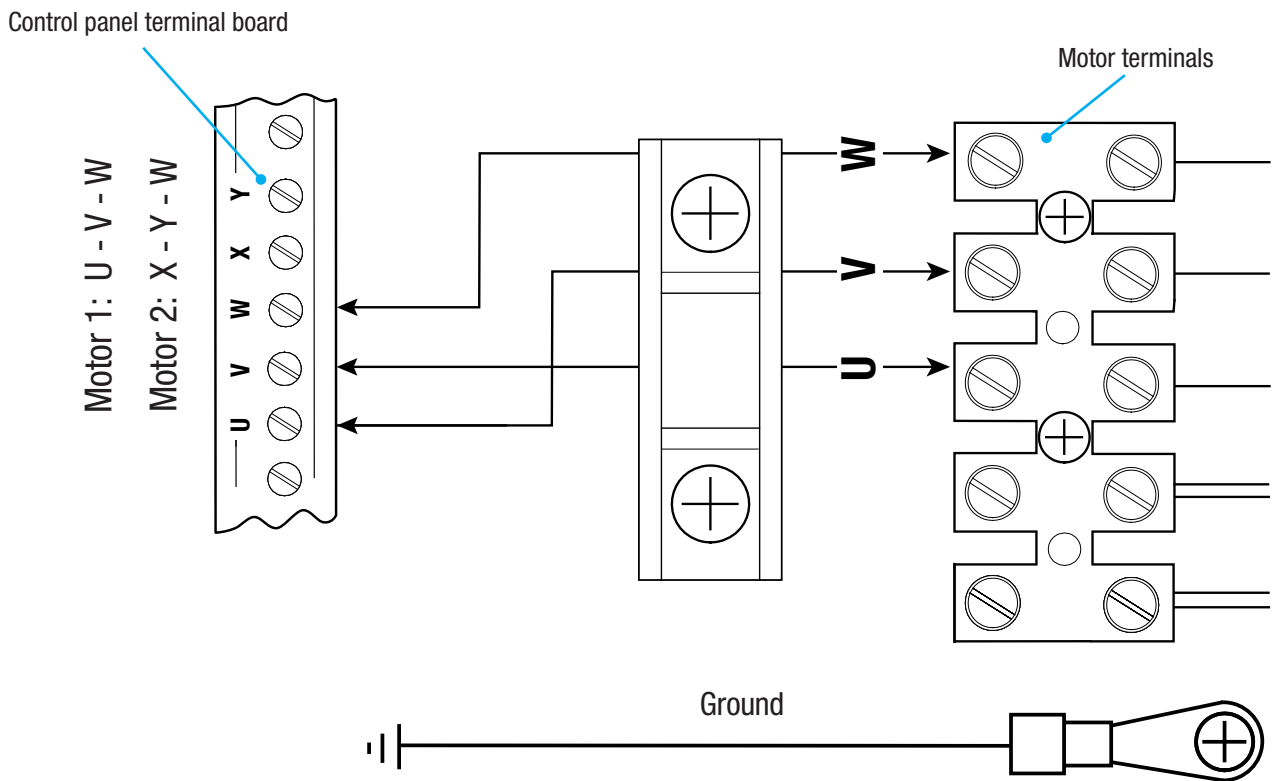 Control panel terminal board
Motor terminals
Motor 1: U - V - W
Motor 2: X - Y - W
Y
X
W
V
U
W
V
U
Ground